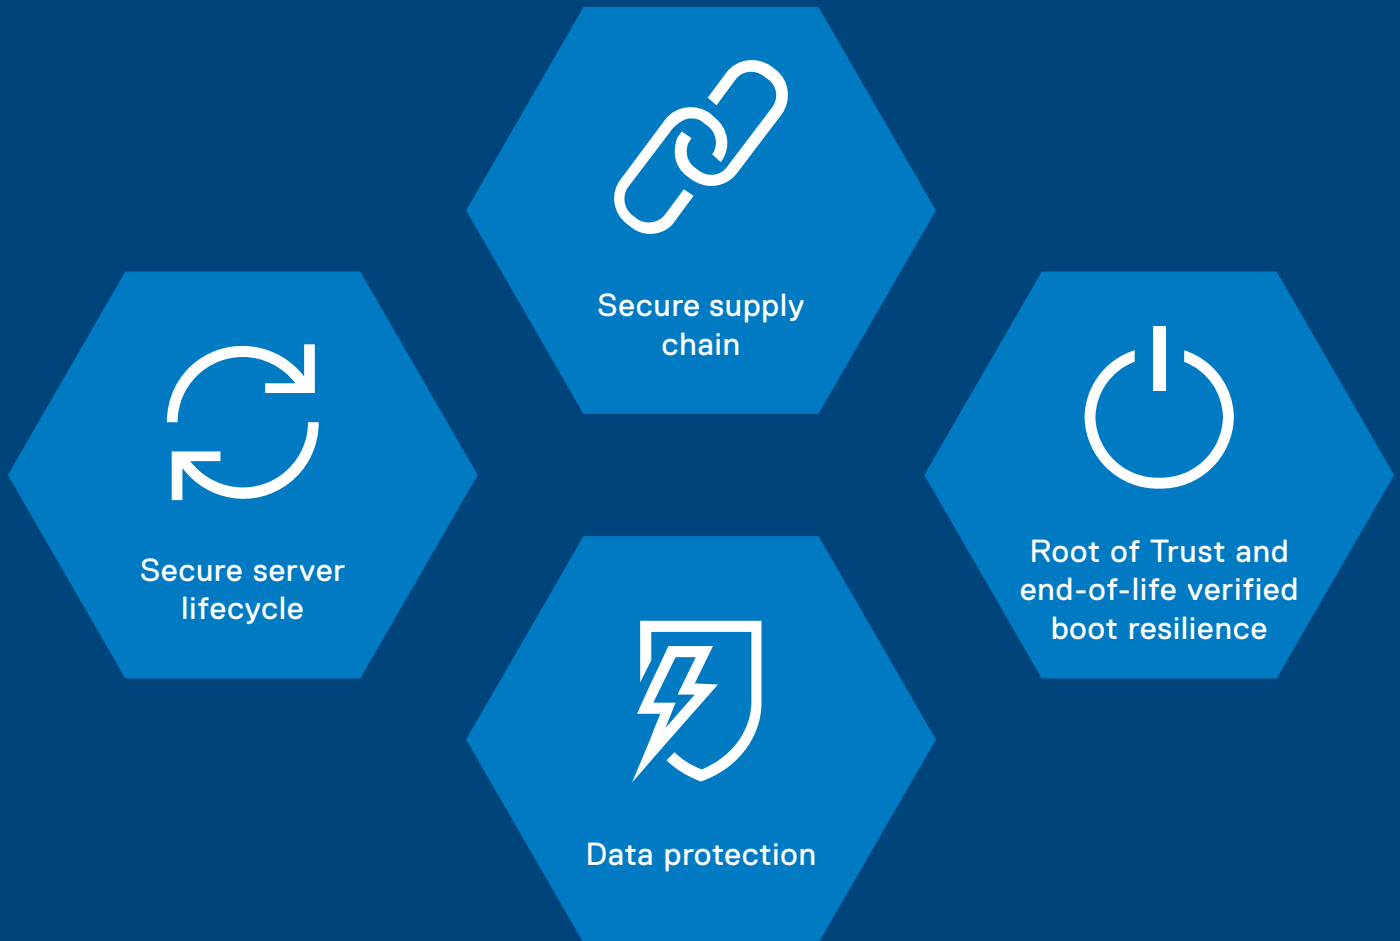 Secure supply
chain
Secure server
lifecycle
Root of Trust and
end-of-life verified
boot resilience
Data protection